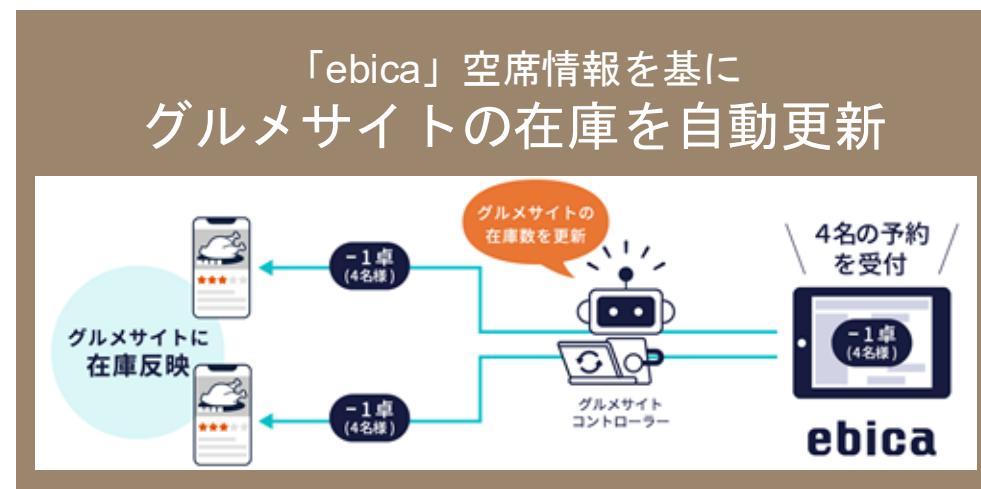 「ebica」空席情報を基に
グルメサイトの在庫を自動更新
グルメサイトの
在庫数を更新
4名の予約
を受付
-1卓
(4名様)
-1卓
(4名様)
グルメサイトに
在庫反映
-1卓
(4名様)
グルメサイト
コントローラー
ebica